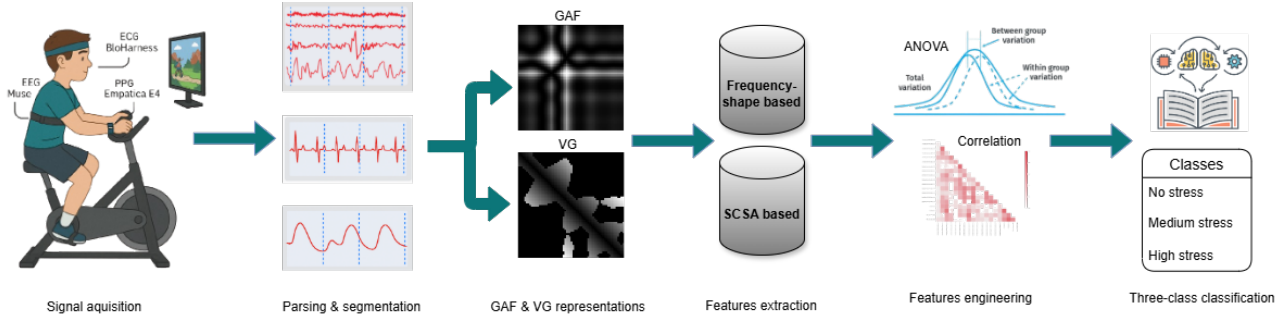 ECG
BIoHarness
EFG
Muse
PPG
Empatica E4
Signal aquisition
Parsing & segmentation
GAF
VG
GAF & VG representations
Frequency-
shape based
SCSA based
Features extraction
ANOVA
Between group
variation
Total
variation
Within group
variation
Correlation
Features engineering
Classes
No stress
Medium stress
High stress
Three-class classification